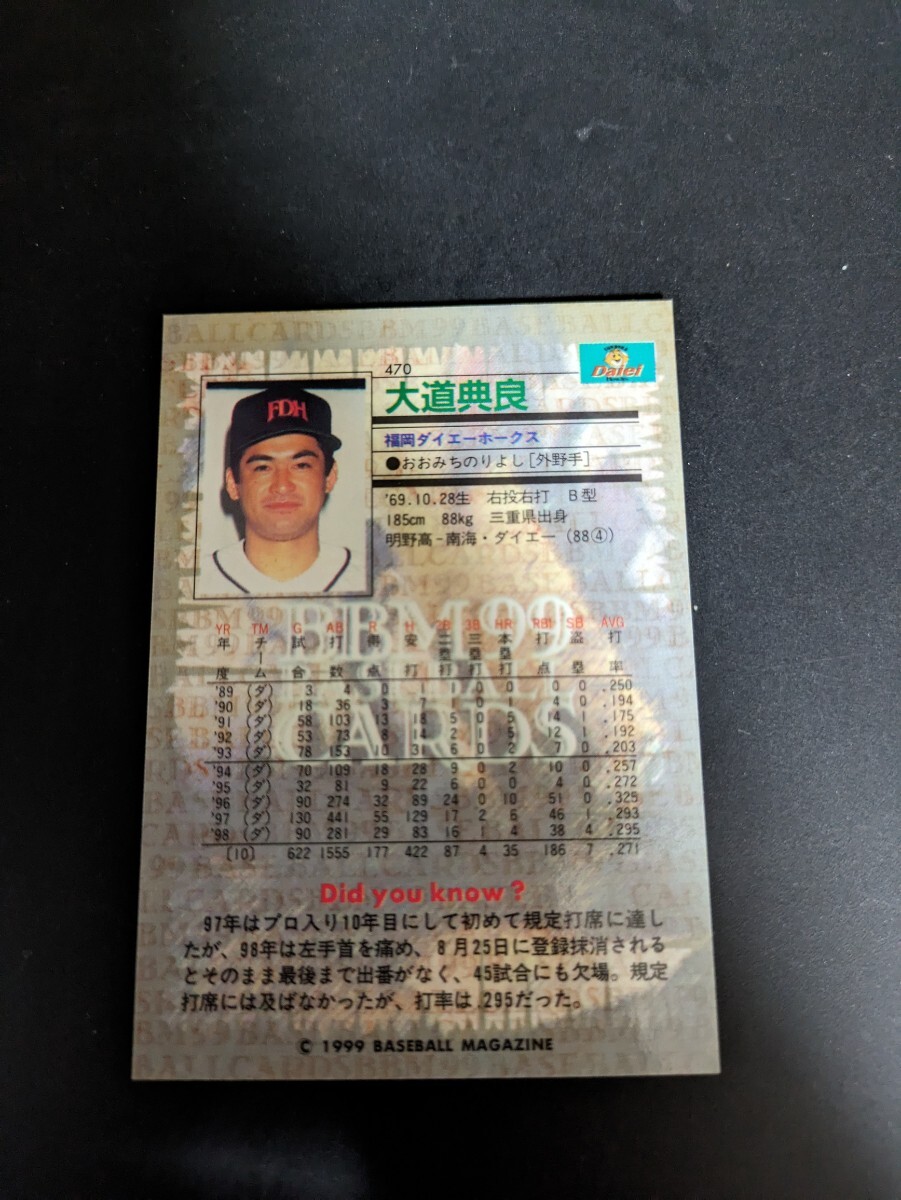 470
大道典良
Daiei
FDH
福岡ダイエーホークス
●おおみちのりよし[外野手]
'69.10.28生 右投右打 B型
185cm 88kg 三重県出身
明野高-南海・ダイエー(88④)
BBM 99
BASEBALL
CARDS
YR TM G AB R H 2B 3B HR RBI SB AVG
年度 チーム 試合 打数 得点 安打 二塁打 三塁打 本塁打 打点 盗塁 打率
'89 (ダ) 3 4 0 1 1 0 0 0 0 .250
'90 (ダ) 18 36 3 7 1 0 1 4 0 .194
'91 (ダ) 58 103 13 18 5 0 5 14 1 .175
'92 (ダ) 53 73 8 14 2 1 5 12 1 .192
'93 (ダ) 78 153 10 31 6 0 2 7 0 .203
'94 (ダ) 70 109 18 28 9 0 2 10 0 .257
'95 (ダ) 32 81 9 22 6 0 0 4 0 .272
'96 (ダ) 90 274 32 89 24 0 10 51 0 .325
'97 (ダ) 130 441 55 129 17 2 6 46 1 .293
'98 (ダ) 90 281 29 83 16 1 4 38 4 .295
[10] 622 1555 177 422 87 4 35 186 7 .271
Did you know?
97年はプロ入り10年目にして初めて規定打席に達し
たが、98年は左手首を痛め、8月25日に登録抹消される
とそのまま最後まで出番がなく、45試合にも欠場。規定
打席には及ばなかったが、打率は.295だった。
© 1999 BASEBALL MAGAZINE